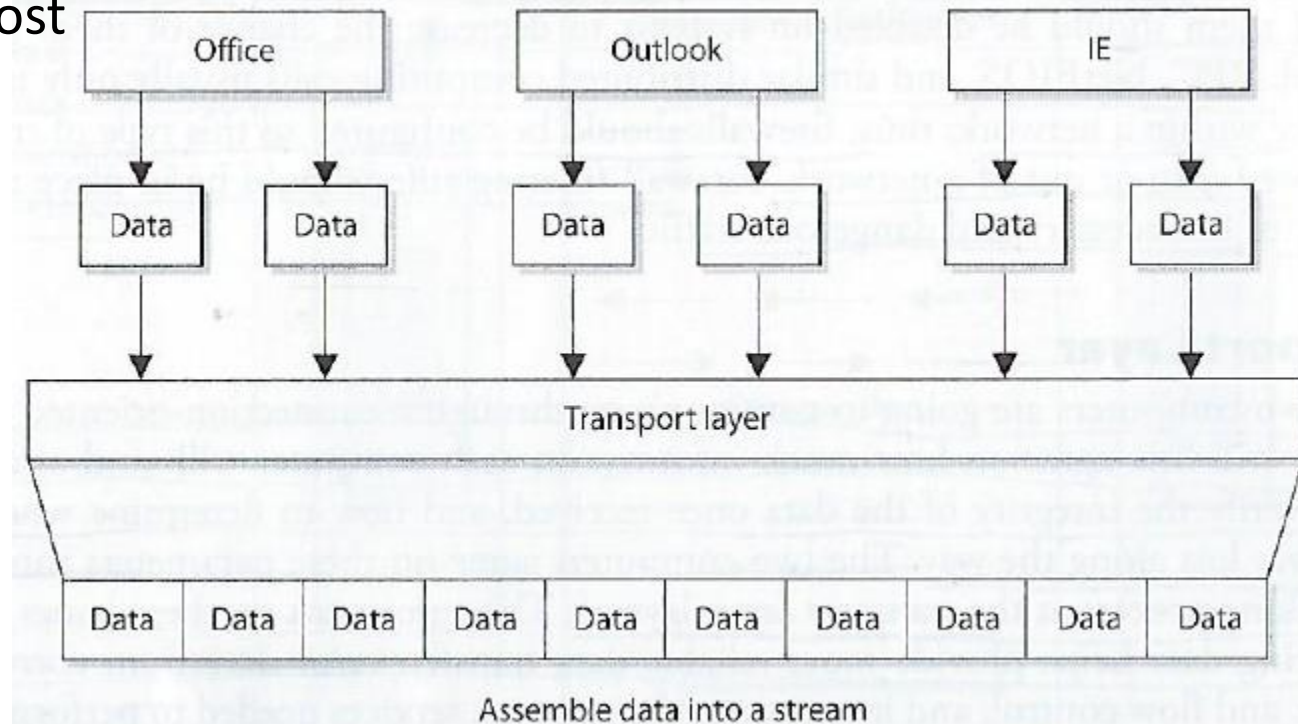 ost
Office Outlook IE
Data Data Data Data Data Data
Transport layer
Data Data Data Data Data Data Data Data Data Data
Assemble data into a stream